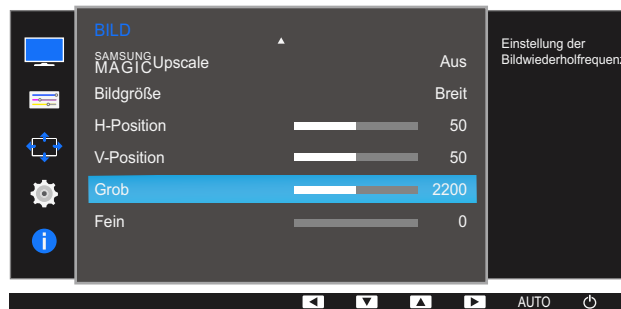 BILD
SAMSUNG MAGIC Upscale Aus
Bildgröße Breit
H-Position 50
V-Position 50
Grob 2200
Fein 0
Einstellung der
Bildwiederholfrequenz
AUTO